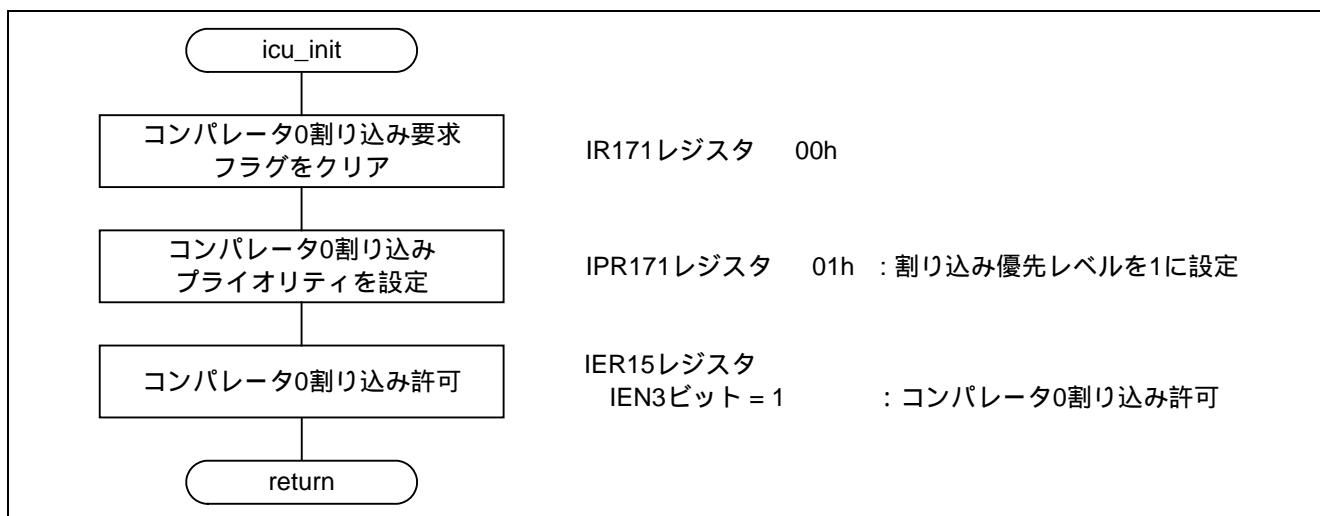 icu_init
コンパレータ0割り込み要求
フラグをクリア
IR171レジスタ 00h
コンパレータ0割り込み
プライオリティを設定
IPR171レジスタ 01h :割り込み優先レベルを1に設定
コンパレータ0割り込み許可
IER15レジスタ
IEN3ビット = 1 :コンパレータ0割り込み許可
return